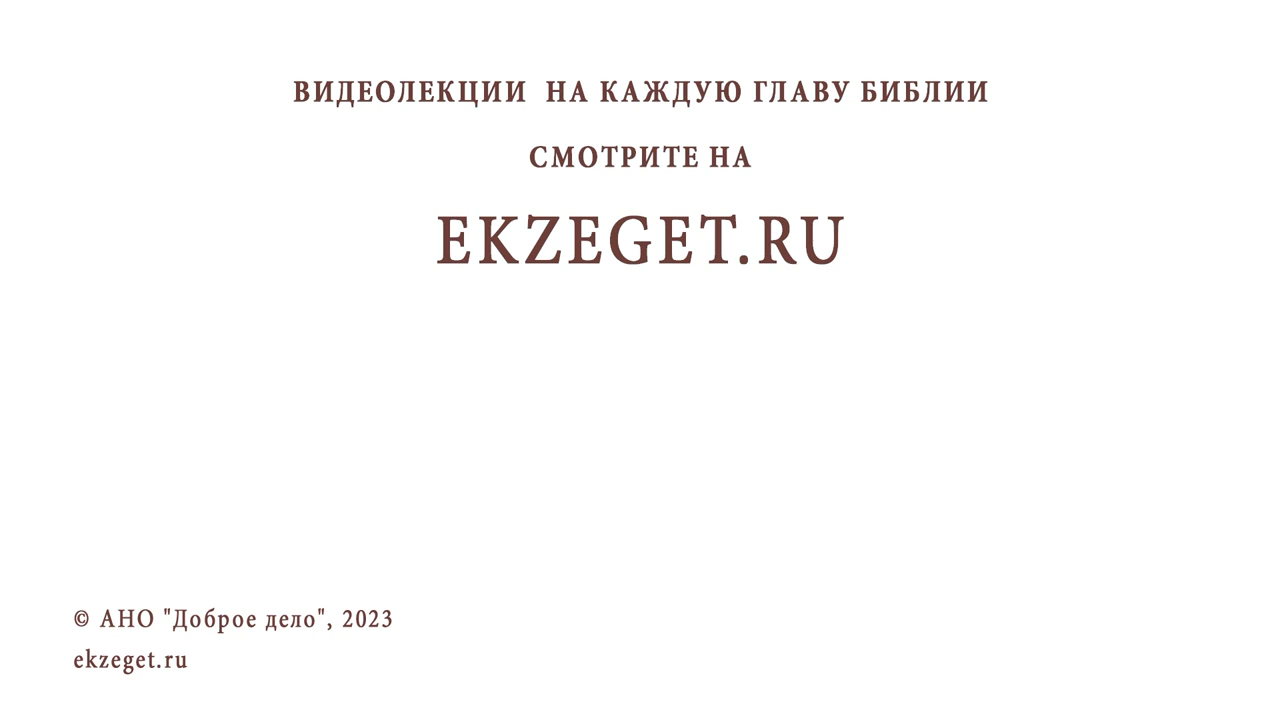 ВИДЕОЛЕКЦИИ НА КАЖДУЮ ГЛАВУ БИБЛИИ
СМОТРИТЕ НА
EKZEGET.RU
© АНО "Доброе дело", 2023
ekzeget.ru